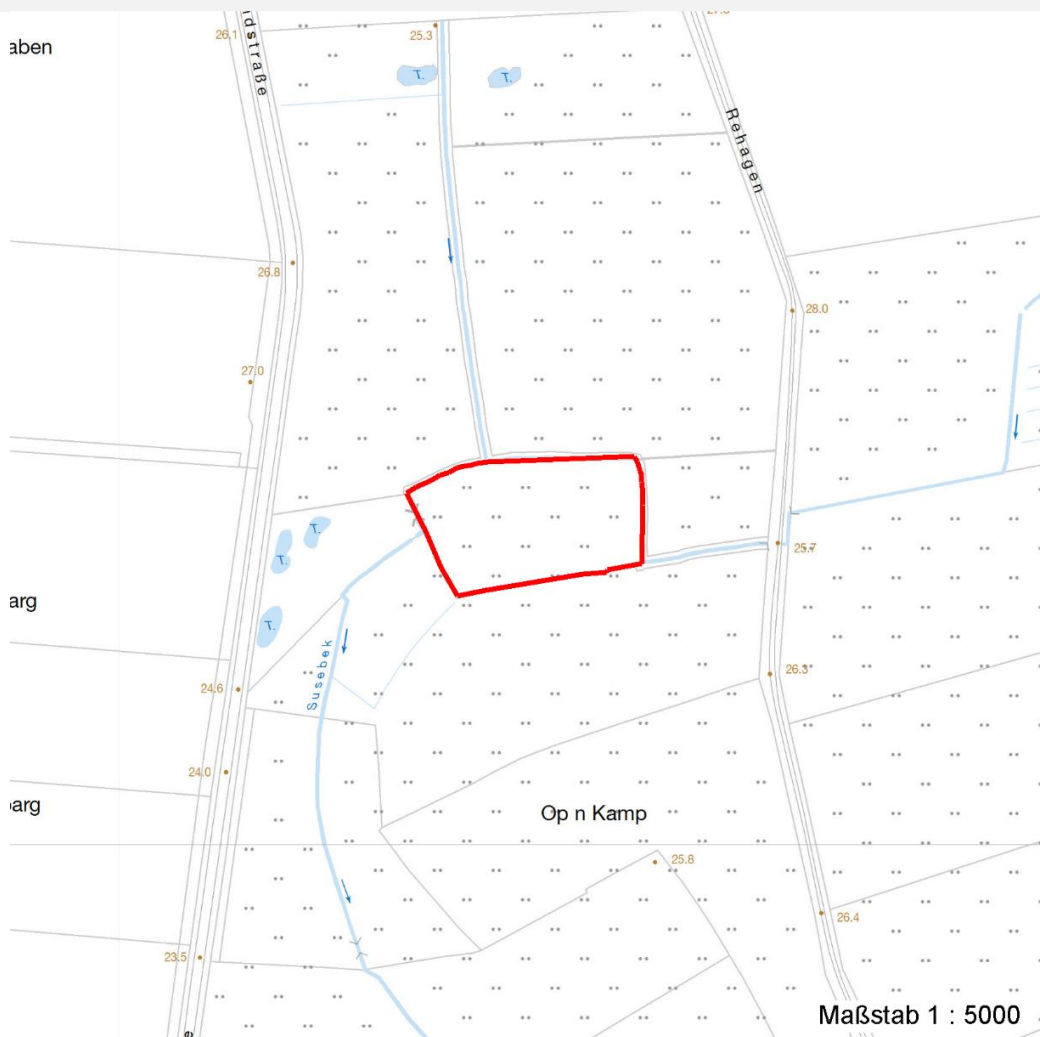 26.1
dstraße
25.3
aben
T.
T.
Rehagen
26.8
28.0
27.0
T.
T.
25.7
arg
T.
Susebek
24.6
26.3
24.0
arg
Op n Kamp
25.8
26.4
23.5
Maßstab 1 : 5000
e